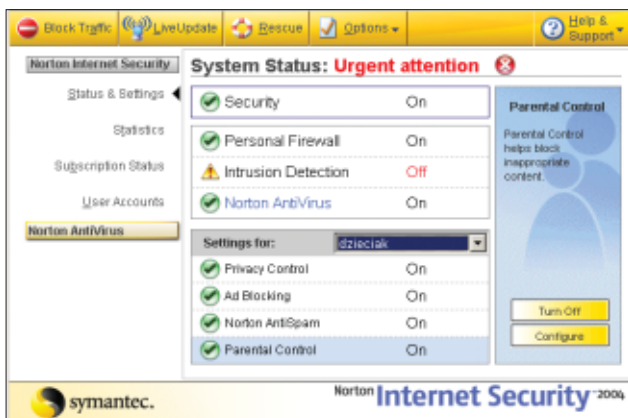 Block Traffic LiveUpdate Rescue Options Help & Support
Norton Internet Security
Status & Settings
Statistics
Subscription Status
User Accounts
Norton AntiVirus
System Status: Urgent attention
Security On
Personal Firewall On
Intrusion Detection Off
Norton AntiVirus On
Settings for: dzieciak
Privacy Control On
Ad Blocking On
Norton AntiSpam On
Parental Control On
Parental Control
Parental Control
helps block
inappropriate
content.
Turn Off
Configure
symantec.
Norton Internet Security 2004